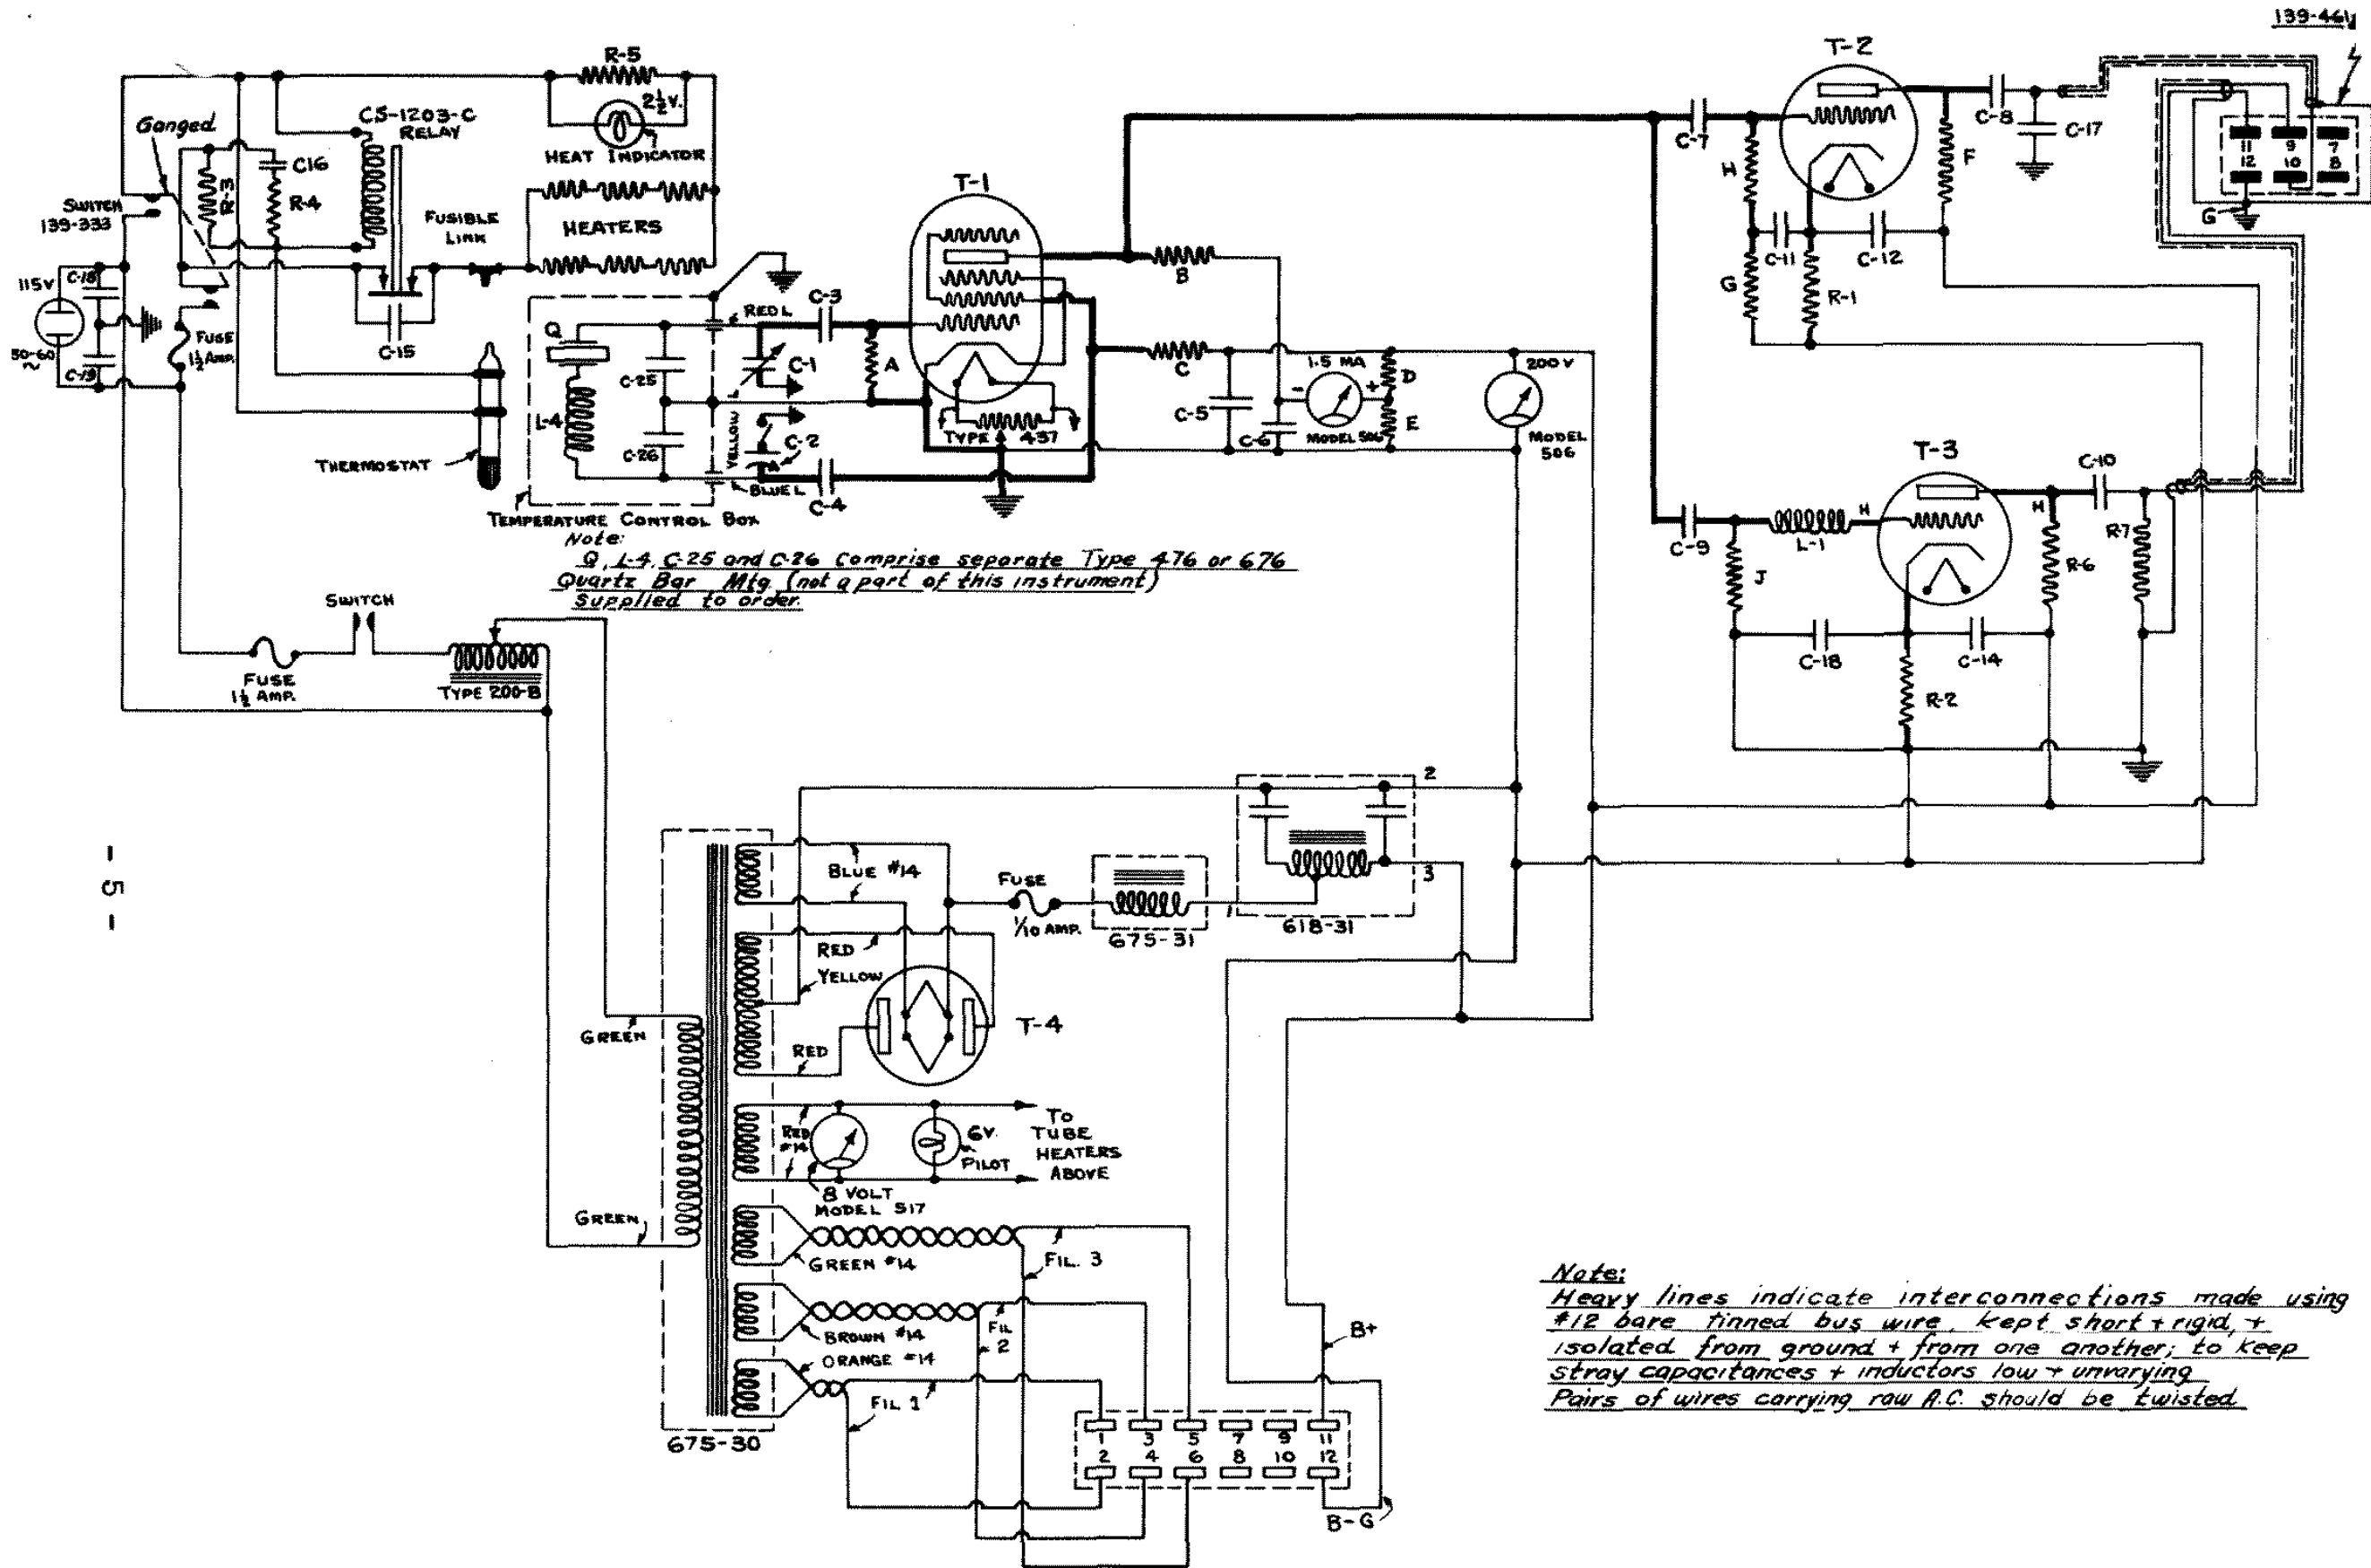 139-461
R-5
T-2
CS-1203-C
RELAY
2½V.
Ganged
C16
HEAT INDICATOR
C-8
C-17
C-7
11 9 7
12 10 8
R-3
R-4
T-1
H
F
SWITCH
139-333
FUSIBLE
LINK
HEATERS
G
B
C-11
C-12
115V
C-18
C-3
RED L
G
R-1
FUSE
1½ AMP.
Q
50-60
~
C-15
C-19
C-25
C-1
A
C
1.5 MA
D
200 V
L-4
YELLOW L
- +
C-5
E
TYPE 437
C-26
C-2
C-6
MODEL 506
MODEL
506
THERMOSTAT
BLUE L
C-4
T-3
C-10
TEMPERATURE CONTROL BOX
H
H
C-9
L-1
R-7
R-6
J
Note:
Q, L-4, C-25 and C-26 Comprise separate Type 476 or 676
Quartz Bar Mtg (not a part of this instrument)
Supplied to order.
SWITCH
C-18
C-14
FUSE
1½ AMP.
TYPE 200-B
R-2
2
BLUE #14
FUSE
1/10 AMP.
3
1
675-31
618-31
- 5 -
RED
YELLOW
T-4
GREEN
RED
RED
#14
6V.
PILOT
TO
TUBE
HEATERS
ABOVE
8 VOLT
MODEL 517
GREEN
GREEN #14
FIL. 3
BROWN #14
FIL
2
B+
ORANGE #14
FIL 1
675-30
1 3 5 7 9 11
2 4 6 8 10 12
B-G
Note:
Heavy lines indicate interconnections made using
#12 bare tinned bus wire, kept short + rigid, +
isolated from ground + from one another; to keep
stray capacitances + inductors low + unvarying
Pairs of wires carrying raw A.C. should be twisted